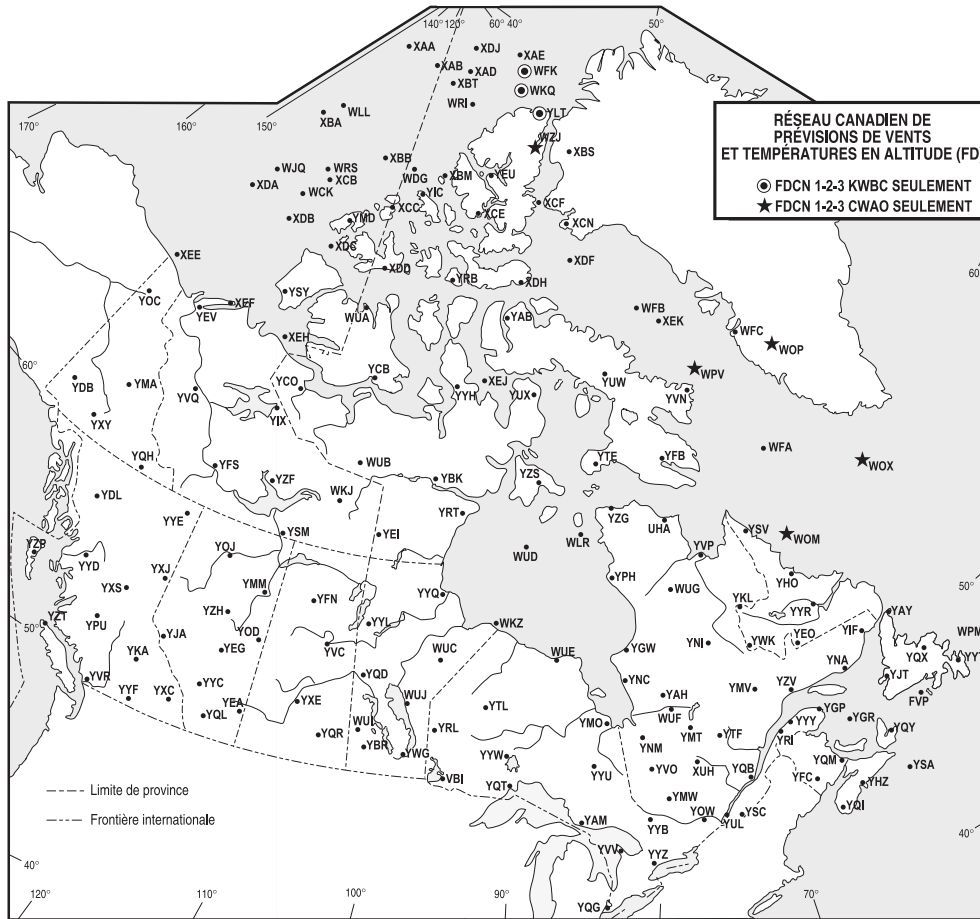 140° 120° 60° 40° 50°
XAA XDJ XAE
XAB XAD WFK
XBT WKQ
170° 160° 150° XBA WLL WRI YLT
WZJ
RÉSEAU CANADIEN DE
PRÉVISIONS DE VENTS
ET TEMPÉRATURES EN ALTITUDE (FD
FDCN 1-2-3 KWBC SEULEMENT
FDCN 1-2-3 CWAO SEULEMENT
XBB XBS
WJQ WRS WDG XBM YEU
XDA XCB
WCK YIC
XCC XCE XCF
XDB YMD XCN
XDC
XEE XDD XDF
60°
YRB XDH
YOC YSY
XEF
YEV WUA YAB WFB
XEK
XEH WFC WOP
60°
WPV
YDB YMA YCO YCB XEJ YUW
YVQ YYH YUX YVN
YXY YIX
WFA
YQH YFS WUB YTE YFB WOX
YZF YBK YZS
YDL WKJ
YYE YRT YZG UHA
YSM YEI WLR YSV WOM
YZP YYD YOJ WUD YVP
YXJ YPH YHO
YXS YMM YFN YYQ WUG 50°
YKL YYR
YZT YPU YZH YAY
50° YYL WKZ
YJA YOD YVC YNI YWK YEO YIF WPM
YKA YEG WUC WUE YGW YQX YYT
YVR YYC YQD YNC YNA YJT
YYF YXC YEA YXE WUJ YAH YMV YZV FVP
YQL WUL YTL YMO WUF YGP YGR
YQR YBR YRL YNM YMT YTF YYY YQY
YWG YRI
YYW YYU YVO XUH YQB YQM YSA
VBI YFC YHZ
YQT YMW
Limite de province YQI
YAM YYB YOW YUL YSC
Frontière internationale
40°
YVV YYZ
40°
YQG
120° 110° 100° 90° 80° 70°